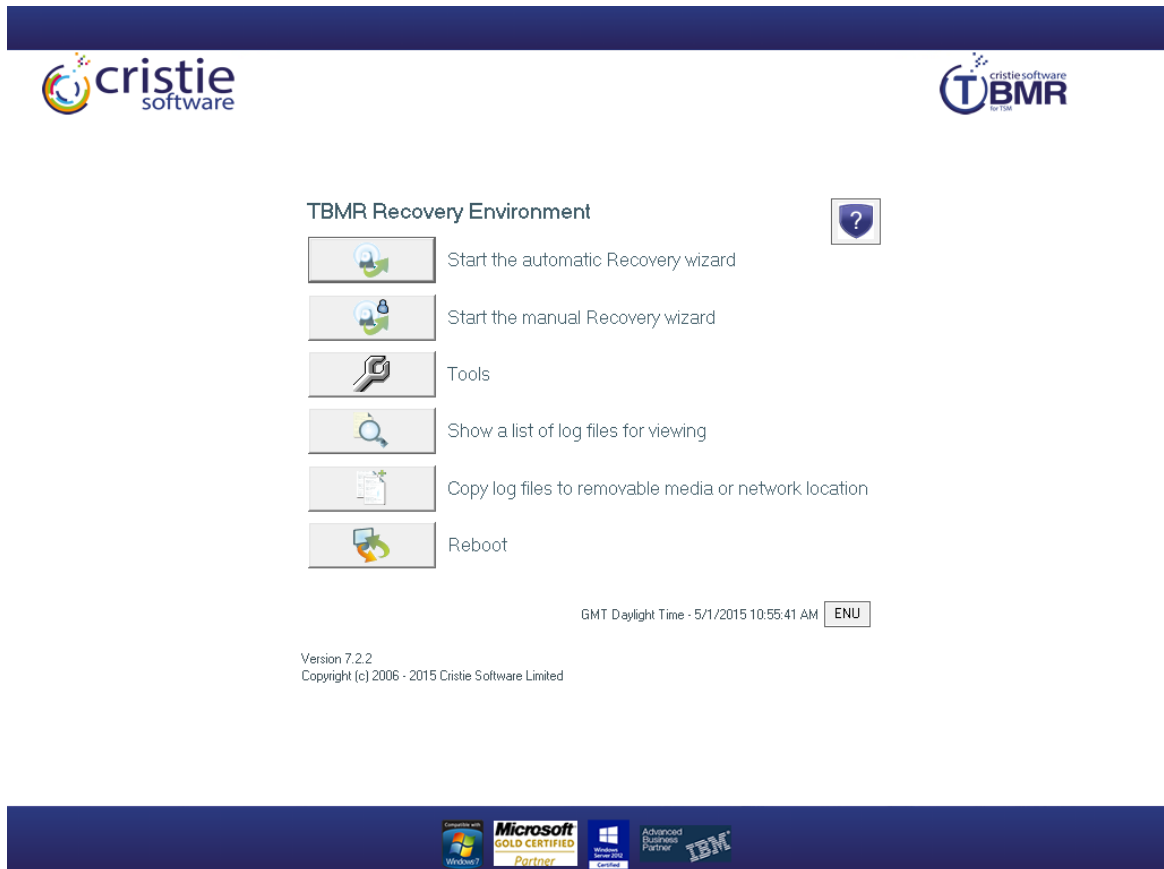 cristie
software
cristie software
TBMR
for TSM
TBMR Recovery Environment
?
Start the automatic Recovery wizard
Start the manual Recovery wizard
Tools
Show a list of log files for viewing
Copy log files to removable media or network location
Reboot
GMT Daylight Time - 5/1/2015 10:55:41 AM ENU
Version 7.2.2
Copyright (c) 2006 - 2015 Cristie Software Limited
Compatible with
Windows 7
Microsoft
GOLD CERTIFIED
Partner
Windows
Server 2012
Certified
Advanced
Business
Partner
IBM